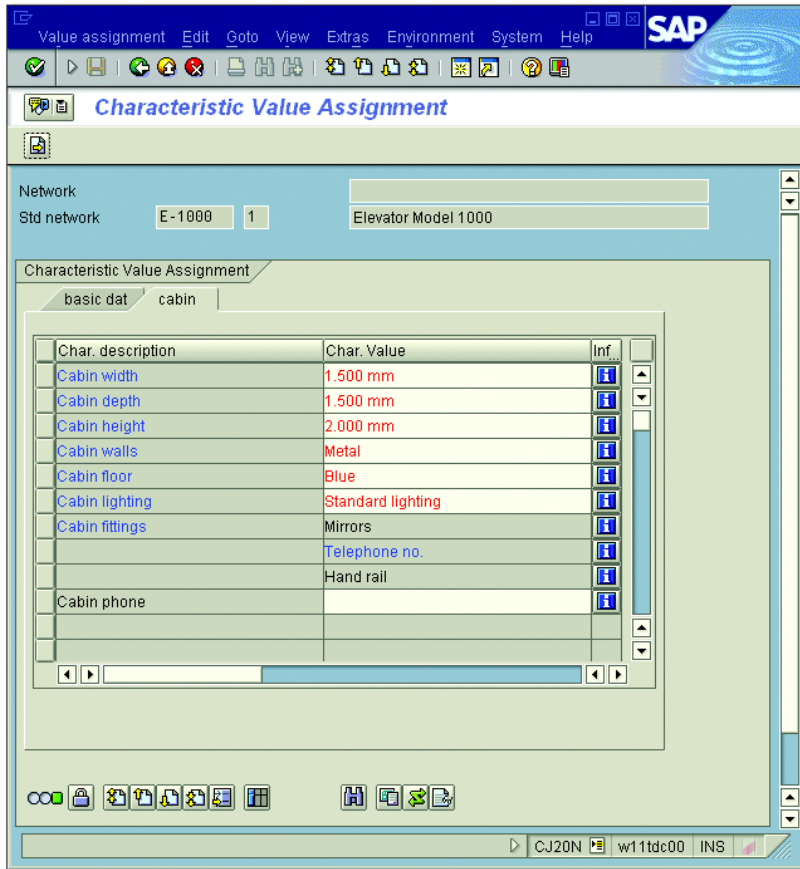 Value assignment Edit Goto View Extras Environment System Help
SAP
Characteristic Value Assignment
Network
Std network E-1000 1 Elevator Model 1000
Characteristic Value Assignment
basic dat cabin
Char. description Char. Value Inf...
Cabin width 1.500 mm
Cabin depth 1.500 mm
Cabin height 2.000 mm
Cabin walls Metal
Cabin floor Blue
Cabin lighting Standard lighting
Cabin fittings Mirrors
Telephone no.
Hand rail
Cabin phone
CJ20N w11tdc00 INS